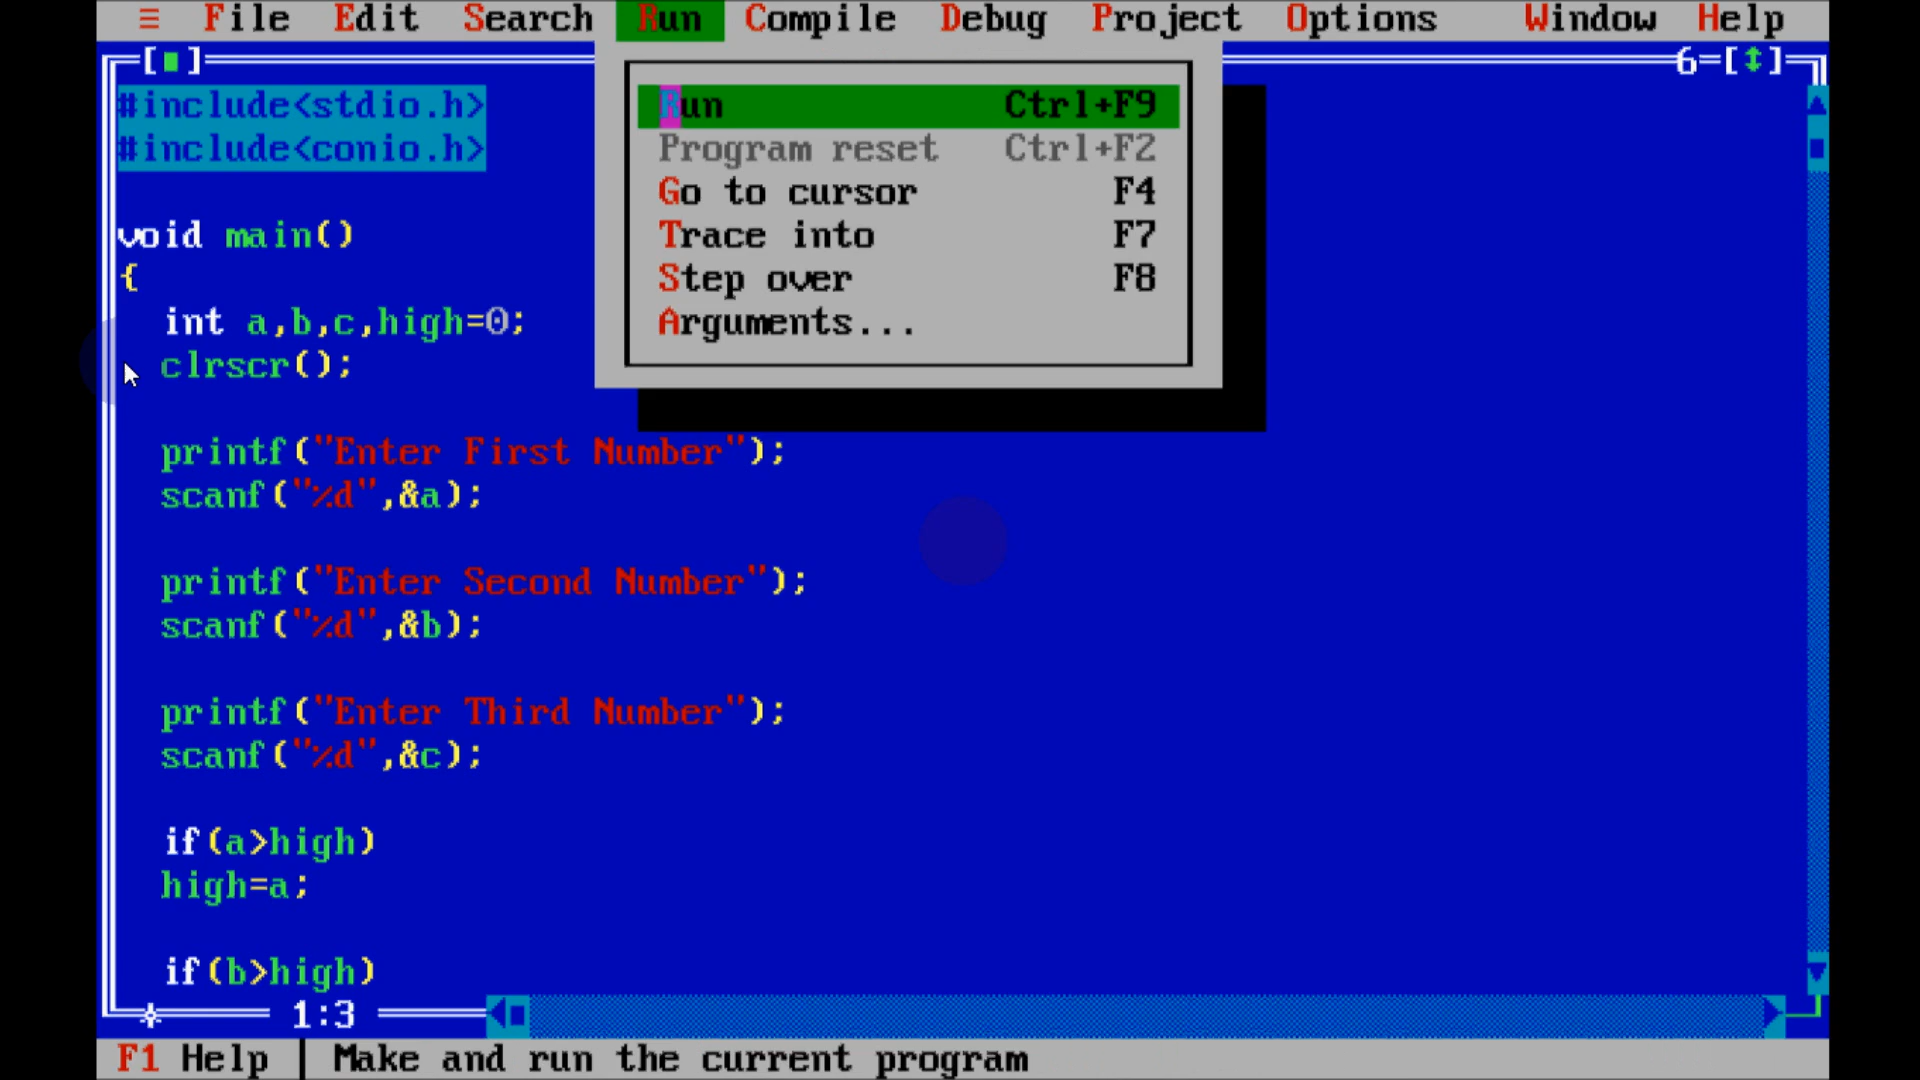 ≡ File Edit Search Run Compile Debug Project Options Window Help
[■] 6=[↕]
#include<stdio.h>
#include<conio.h>
void main()
{
int a,b,c,high=0;
clrscr();
printf("Enter First Number");
scanf("%d",&a);
printf("Enter Second Number");
scanf("%d",&b);
printf("Enter Third Number");
scanf("%d",&c);
if(a>high)
high=a;
if(b>high)
Run Ctrl+F9
Program reset Ctrl+F2
Go to cursor F4
Trace into F7
Step over F8
Arguments...
1:3
F1 Help | Make and run the current program